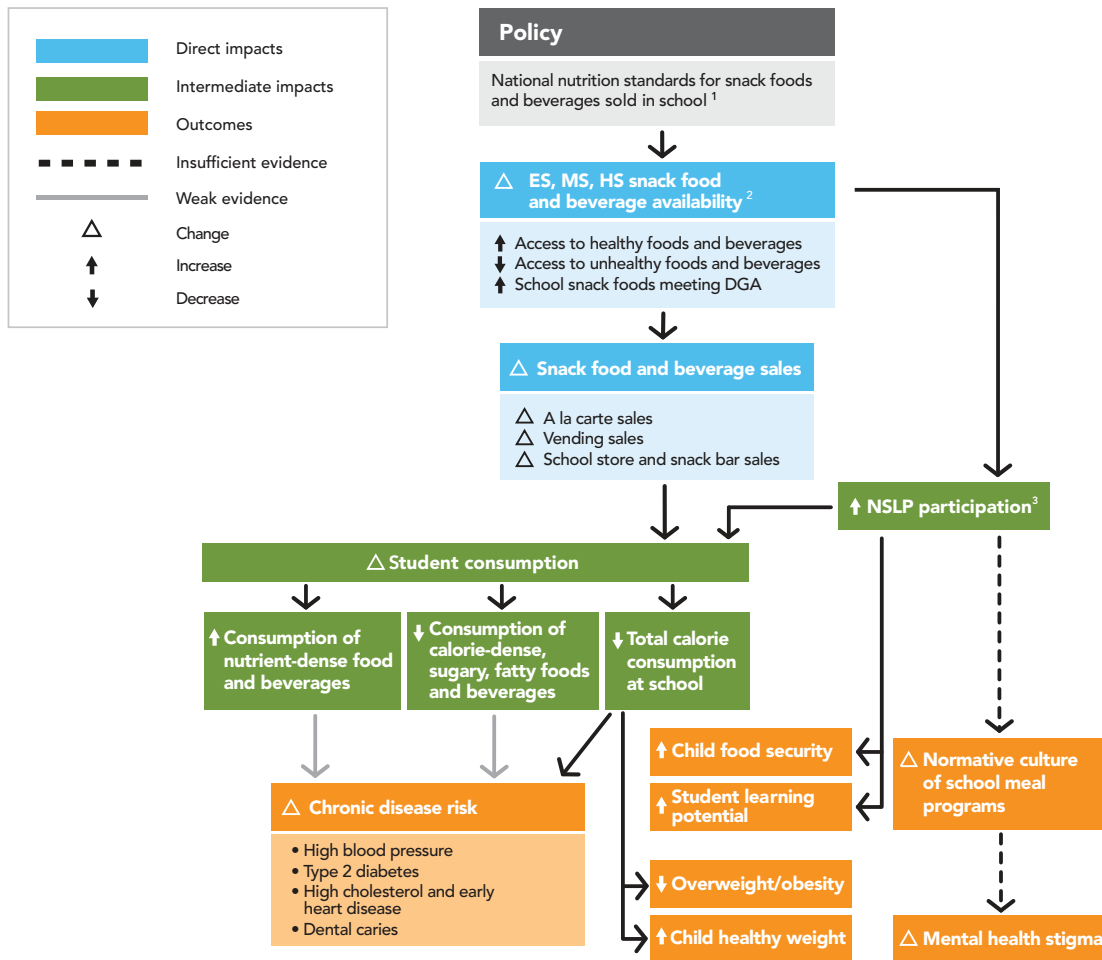 Direct impacts
Intermediate impacts
Outcomes
Insufficient evidence
Weak evidence
Change
Increase
Decrease
Policy
National nutrition standards for snack foods
and beverages sold in school 1
ES, MS, HS snack food
and beverage availability 2
Access to healthy foods and beverages
Access to unhealthy foods and beverages
School snack foods meeting DGA
Snack food and beverage sales
A la carte sales
Vending sales
School store and snack bar sales
NSLP participation3
Student consumption
Consumption of
nutrient-dense food
and beverages
Consumption of
calorie-dense,
sugary, fatty foods
and beverages
Total calorie
consumption
at school
Child food security
Student learning
potential
Normative culture
of school meal
programs
Chronic disease risk
• High blood pressure
• Type 2 diabetes
• High cholesterol and early
heart disease
• Dental caries
Overweight/obesity
Child healthy weight
Mental health stigma